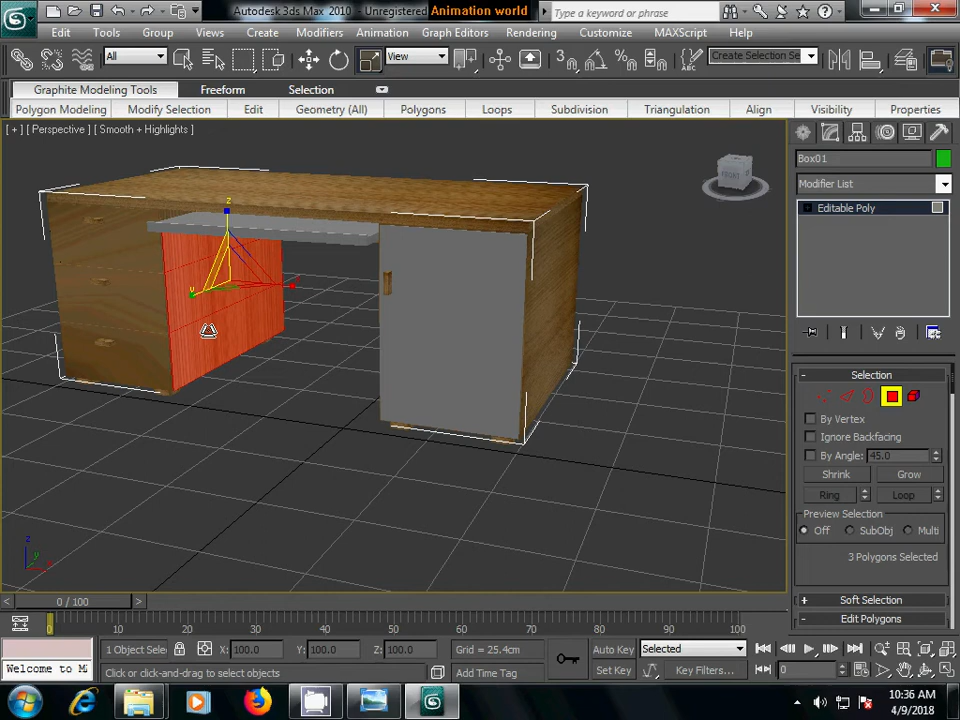 Autodesk 3ds Max 2010 - Unregistered Animation world
Type a keyword or phrase
Edit Tools Group Views Create Modifiers Animation Graph Editors Rendering Customize MAXScript Help
All View Create Selection Se
Graphite Modeling Tools Freeform Selection
Polygon Modeling Modify Selection Edit Geometry (All) Polygons Loops Subdivision Triangulation Align Visibility Properties
[ + ] [ Perspective ] [ Smooth + Highlights ]
FRONT
Box01
Modifier List
Editable Poly
z
y
x
Selection
By Vertex
Ignore Backfacing
By Angle: 45.0
Shrink Grow
Ring Loop
Preview Selection
Off SubObj Multi
3 Polygons Selected
Soft Selection
Edit Polygons
z
y
x
0 / 100
0 10 20 30 40 50 60 70 80 90 100
1 Object Sele X: 100.0 Y: 100.0 Z: 100.0 Grid = 25.4cm Auto Key Selected
Welcome to M Click or click-and-drag to select objects Add Time Tag Set Key Key Filters... 0
10:36 AM
4/9/2018